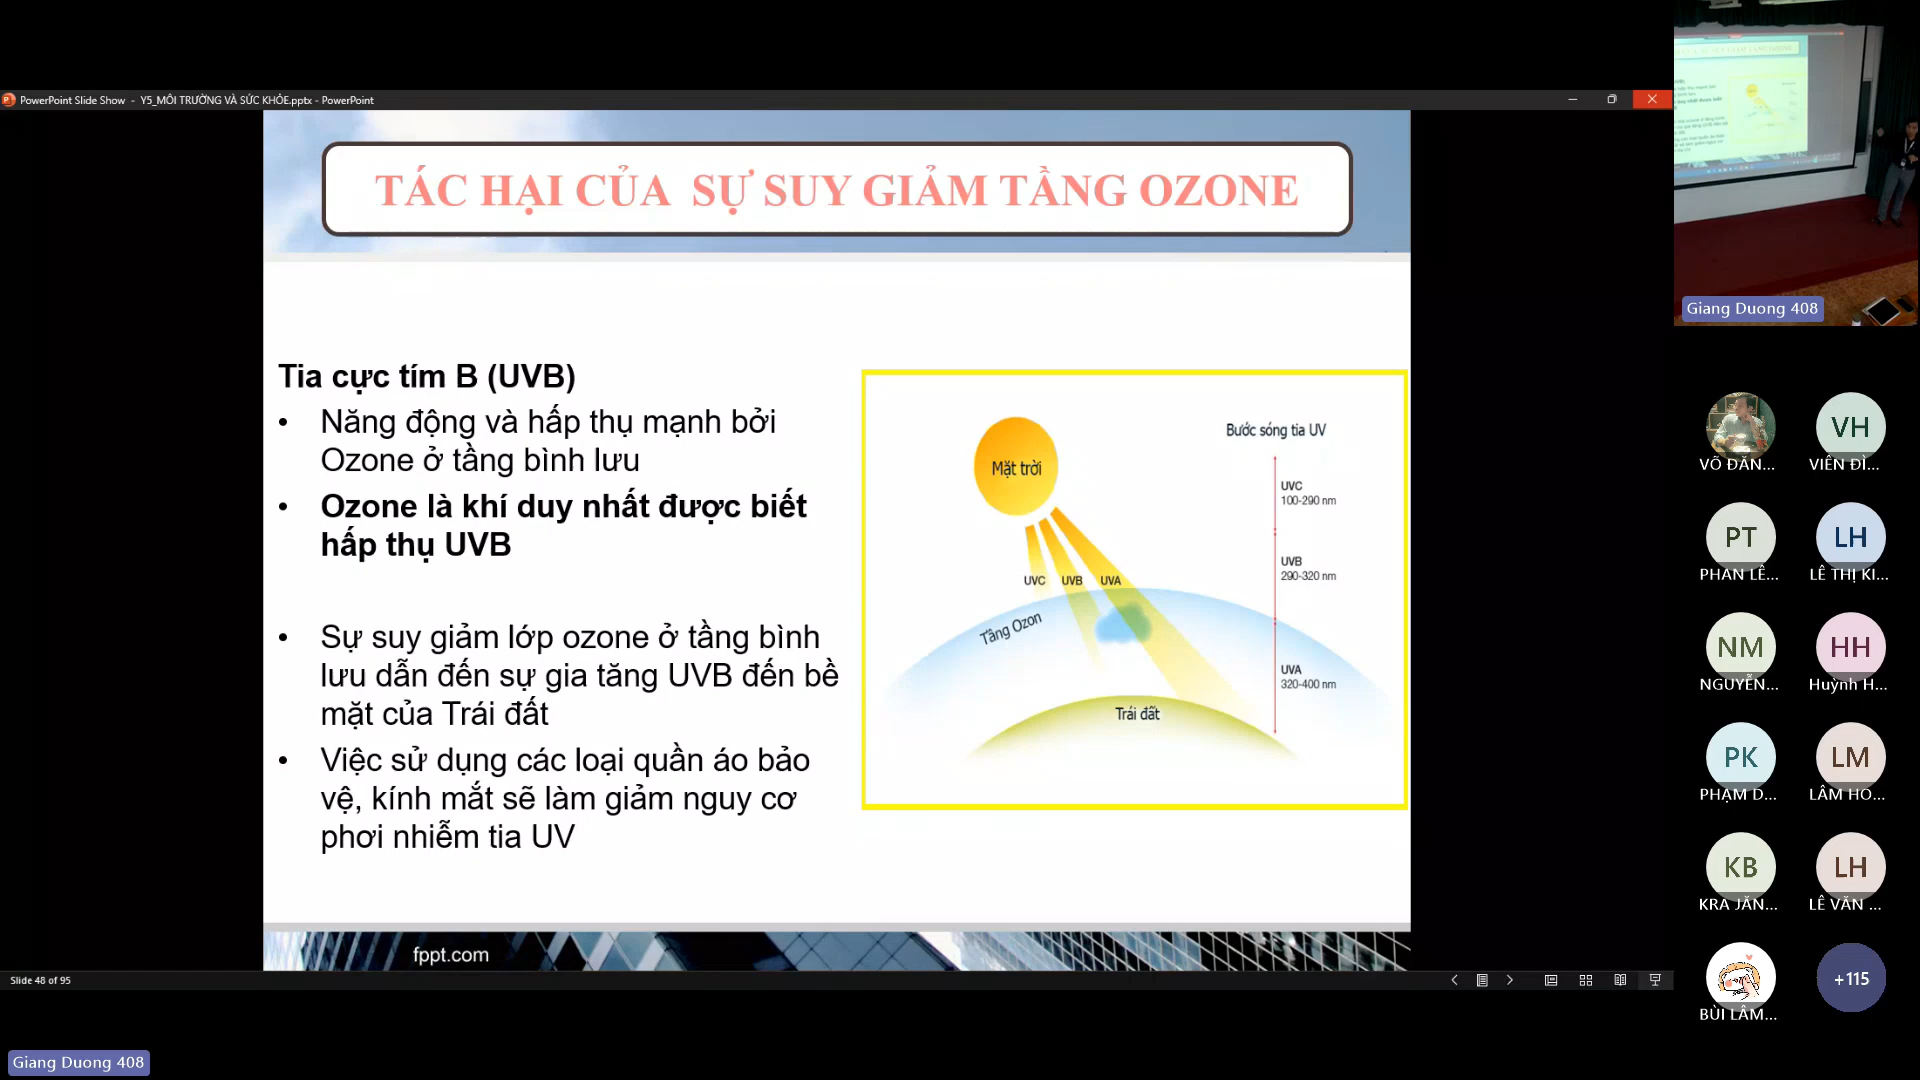 PowerPoint Slide Show - Y5_MÔI TRƯỜNG VÀ SỨC KHỎE.pptx - PowerPoint
TÁC HẠI CỦA SỰ SUY GIẢM TẦNG OZONE
Tia cực tím B (UVB)
• Năng động và hấp thụ mạnh bởi
Ozone ở tầng bình lưu
• Ozone là khí duy nhất được biết
hấp thụ UVB
• Sự suy giảm lớp ozone ở tầng bình
lưu dẫn đến sự gia tăng UVB đến bề
mặt của Trái đất
• Việc sử dụng các loại quần áo bảo
vệ, kính mắt sẽ làm giảm nguy cơ
phơi nhiễm tia UV
Mặt trời
Bước sóng tia UV
UVC
100-290 nm
UVB
290-320 nm
UVA
320-400 nm
UVC UVB UVA
Tầng Ozon
Trái đất
fppt.com
Slide 48 of 95
Giang Duong 408
Giang Duong 408
VÕ ĐĂN...
VH
VIÊN ĐÌ...
PT
PHAN LÊ...
LH
LÊ THỊ KI...
NM
NGUYỄN...
HH
Huỳnh H...
PK
PHẠM D...
LM
LÂM HO...
KB
KRA JĂN...
LH
LÊ VĂN ...
BÙI LÂM...
+115